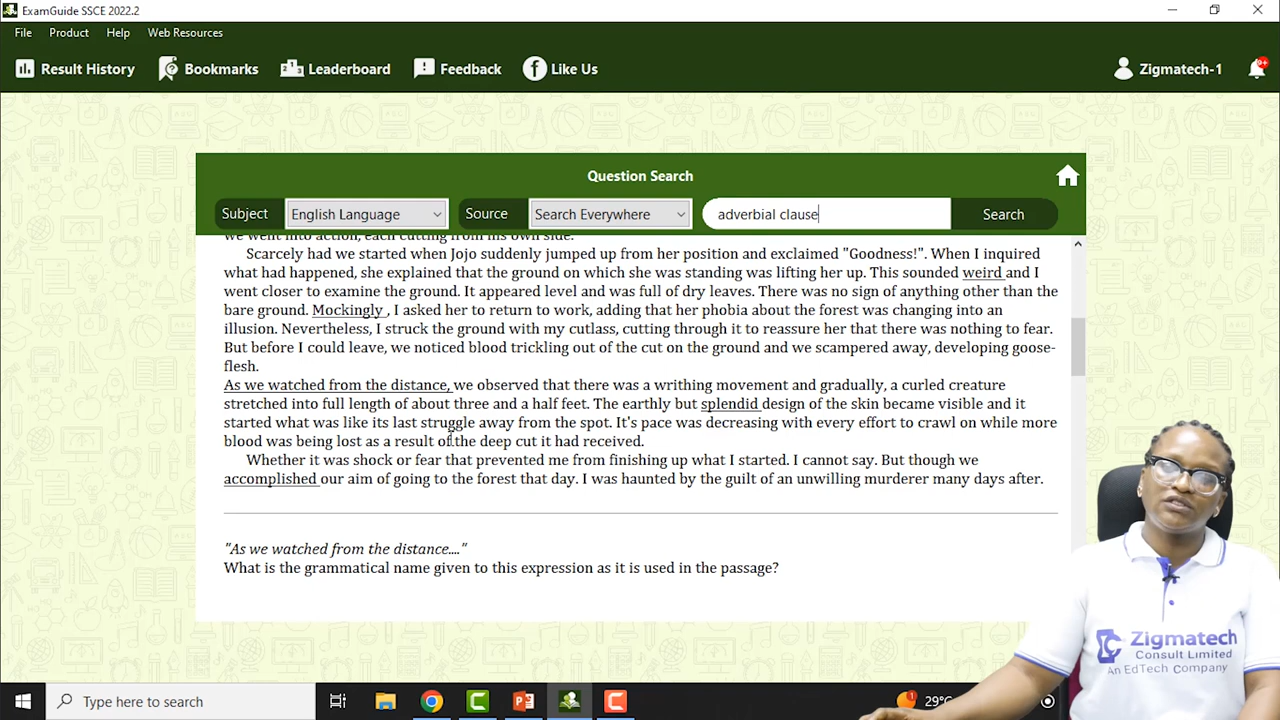 ExamGuide SSCE 2022.2
File Product Help Web Resources
Result History Bookmarks Leaderboard Feedback Like Us Zigmatech-1 9+
Question Search
Subject English Language Source Search Everywhere adverbial clause Search
we went into action, each cutting from his own side.
Scarcely had we started when Jojo suddenly jumped up from her position and exclaimed "Goodness!". When I inquired
what had happened, she explained that the ground on which she was standing was lifting her up. This sounded weird and I
went closer to examine the ground. It appeared level and was full of dry leaves. There was no sign of anything other than the
bare ground. Mockingly , I asked her to return to work, adding that her phobia about the forest was changing into an
illusion. Nevertheless, I struck the ground with my cutlass, cutting through it to reassure her that there was nothing to fear.
But before I could leave, we noticed blood trickling out of the cut on the ground and we scampered away, developing goose-
flesh.
As we watched from the distance, we observed that there was a writhing movement and gradually, a curled creature
stretched into full length of about three and a half feet. The earthly but splendid design of the skin became visible and it
started what was like its last struggle away from the spot. It's pace was decreasing with every effort to crawl on while more
blood was being lost as a result of the deep cut it had received.
Whether it was shock or fear that prevented me from finishing up what I started. I cannot say. But though we
accomplished our aim of going to the forest that day. I was haunted by the guilt of an unwilling murderer many days after.
"As we watched from the distance...."
What is the grammatical name given to this expression as it is used in the passage?
Zigmatech
Consult Limited
An EdTech Company
Type here to search 1 29°